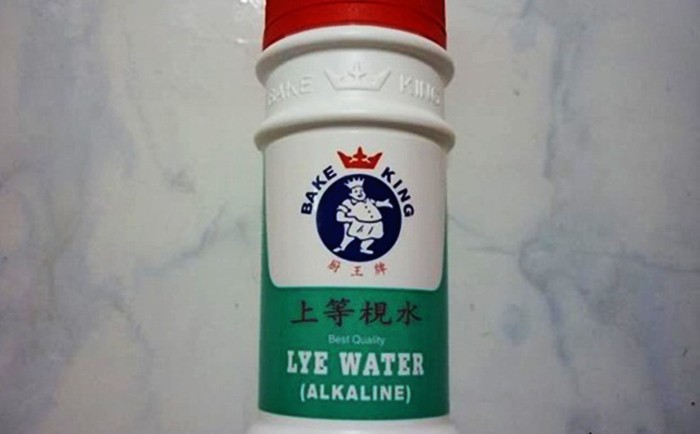 BAKE KING
BAKE KING
厨王牌
上等梘水
Best Quality
LYE WATER
(ALKALINE)